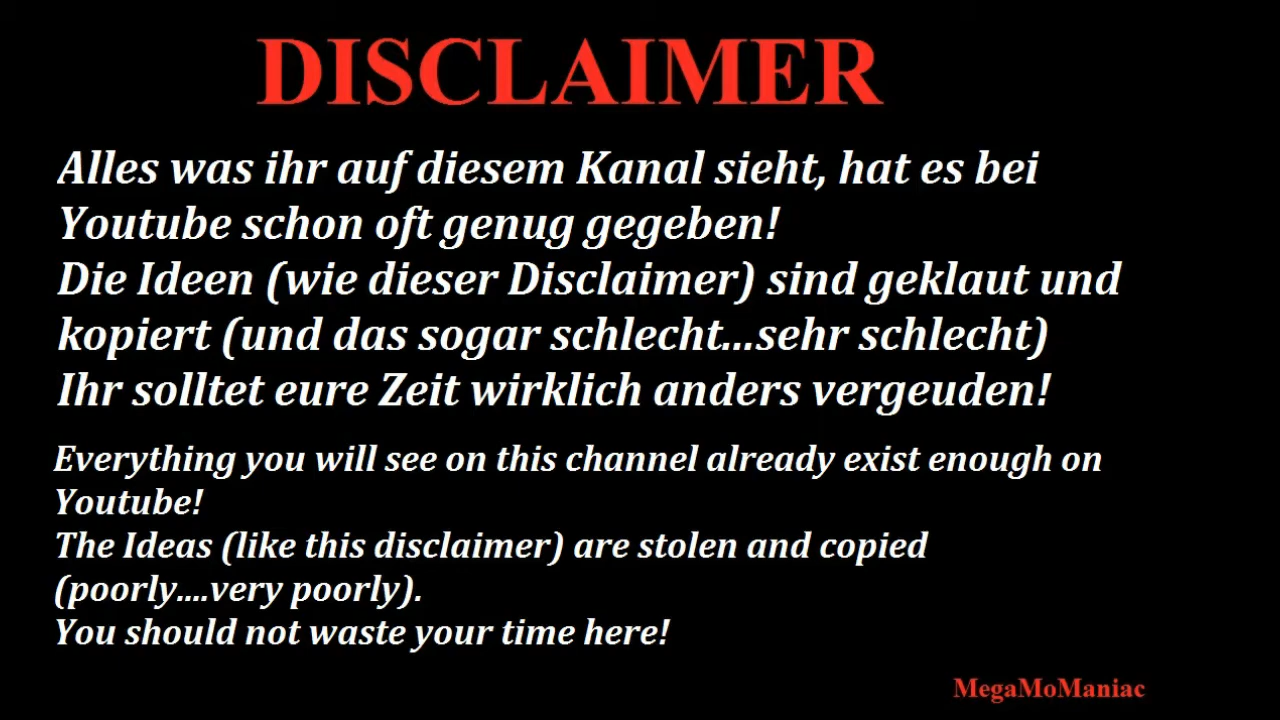 DISCLAIMER
Alles was ihr auf diesem Kanal sieht, hat es bei
Youtube schon oft genug gegeben!
Die Ideen (wie dieser Disclaimer) sind geklaut und
kopiert (und das sogar schlecht...sehr schlecht)
Ihr solltet eure Zeit wirklich anders vergeuden!
Everything you will see on this channel already exist enough on
Youtube!
The Ideas (like this disclaimer) are stolen and copied
(poorly....very poorly).
You should not waste your time here!
MegaMoManiac